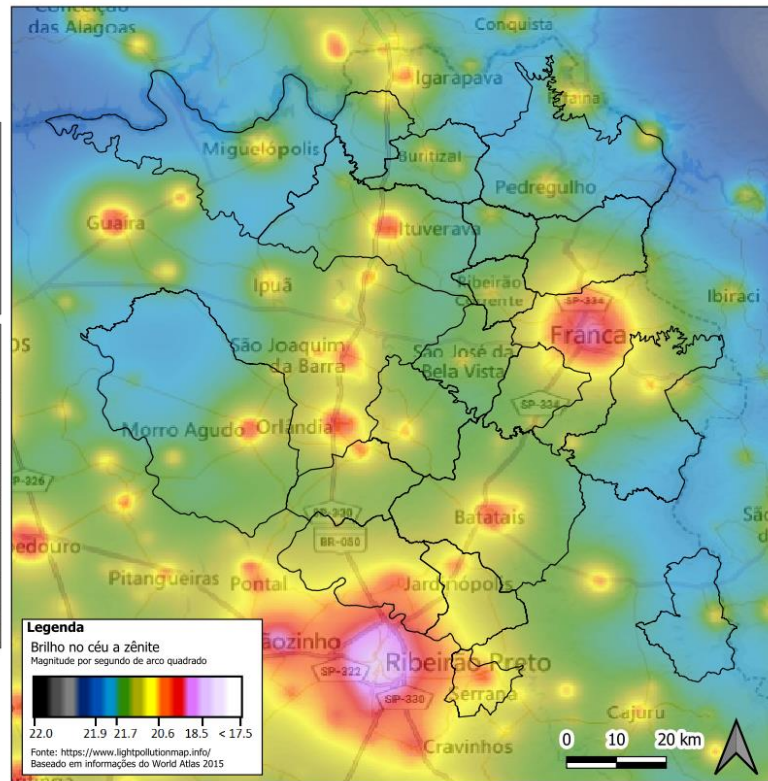 Conceição
das Alagoas
Conquista
Igarapava
Miguelópolis
Buritizal
Pedregulho
Guaíra
Ituverava
Ipuã
Ribeirão
Corrente
SP-334
Ibiraci
Franca
São Joaquim
da Barra
São José da
Bela Vista
SP-334
Morro Agudo
Orlândia
SP-326
SP-330
BR-050
Batatais
Pitangueiras
Pontal
Jardinópolis
Ribeirão Preto
SP-322
SP-330
Serrana
Cajuru
Cravinhos
Legenda
Brilho no céu a zênite
Magnitude por segundo de arco quadrado
22.0 21.9 21.7 20.6 18.5 < 17.5
Fonte: https://www.lightpollutionmap.info/
Baseado em informações do World Atlas 2015
0 10 20 km